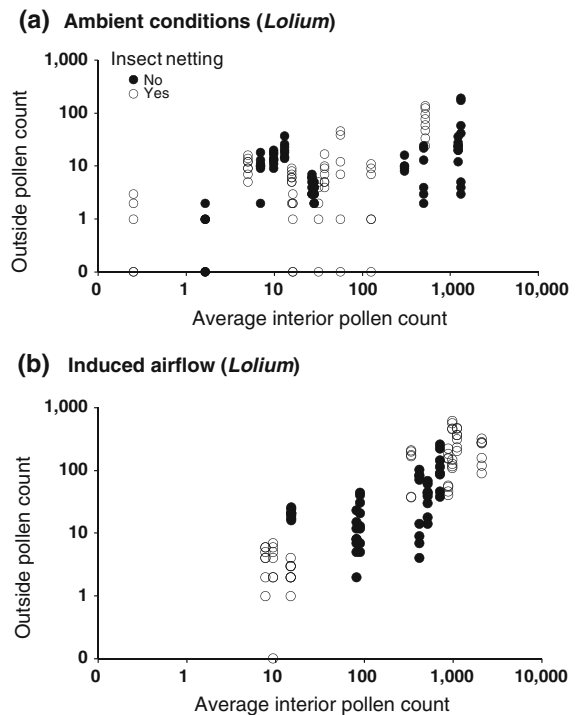 (a) Ambient conditions (Lolium)
Insect netting
No
Yes
1,000
100
10
1
0
Outside pollen count
0 1 10 100 1,000 10,000
Average interior pollen count
(b) Induced airflow (Lolium)
1,000
100
10
1
0
Outside pollen count
0 1 10 100 1,000 10,000
Average interior pollen count